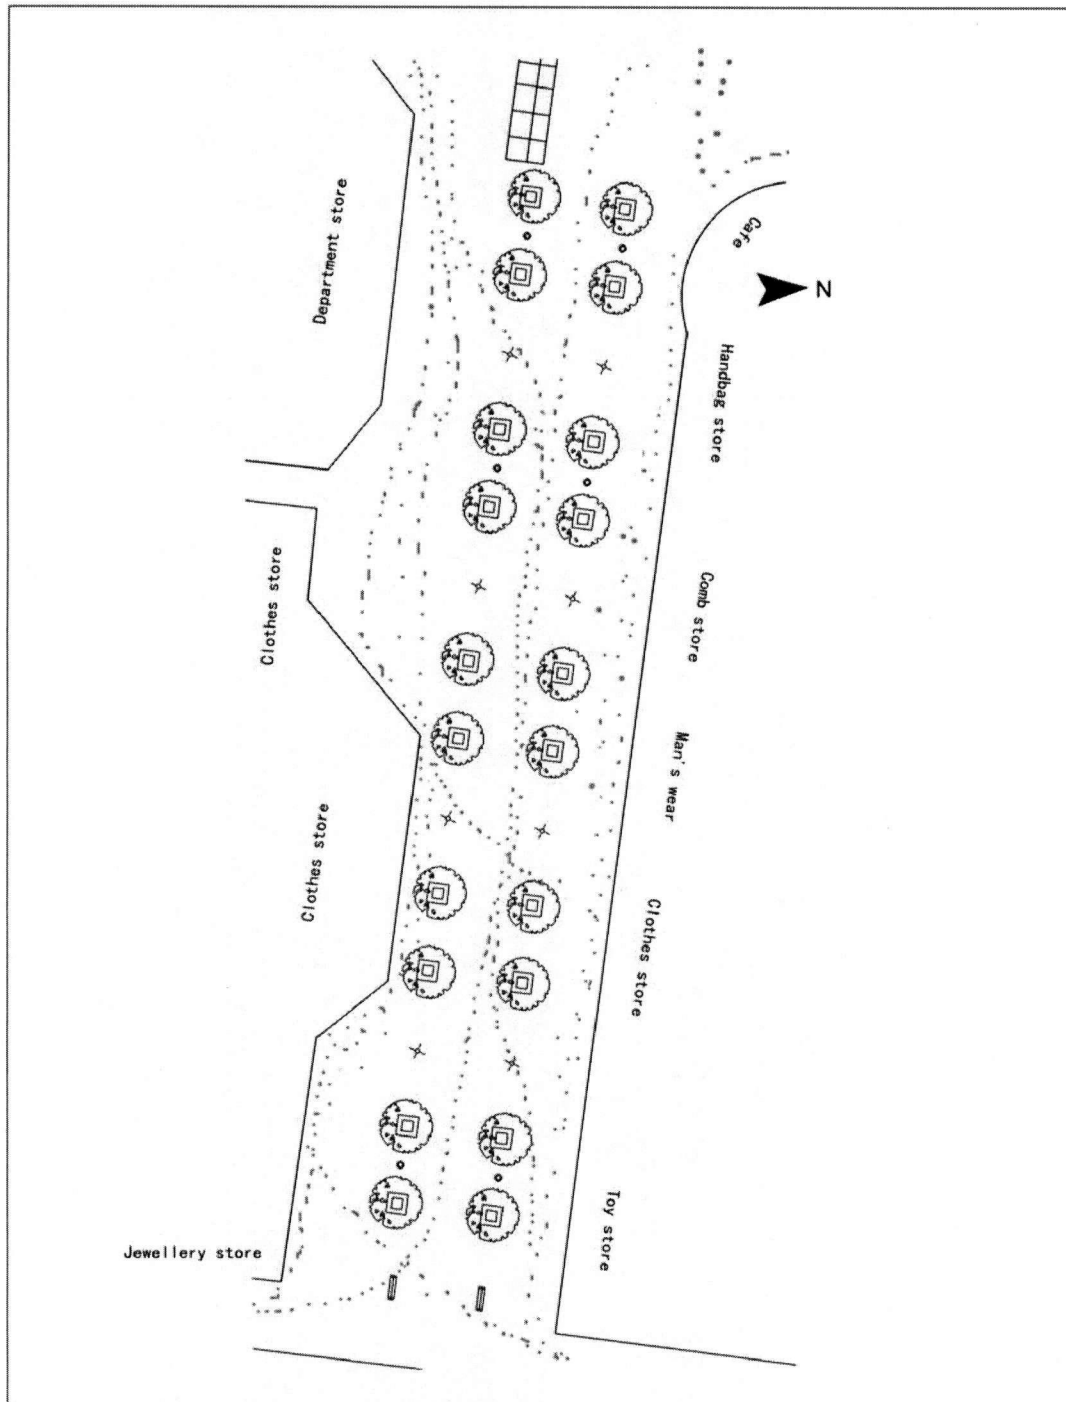 Department store
Cafe
N
Handbag store
Clothes store
Comb store
Man's wear
Clothes store
Clothes store
Toy store
Jewellery store